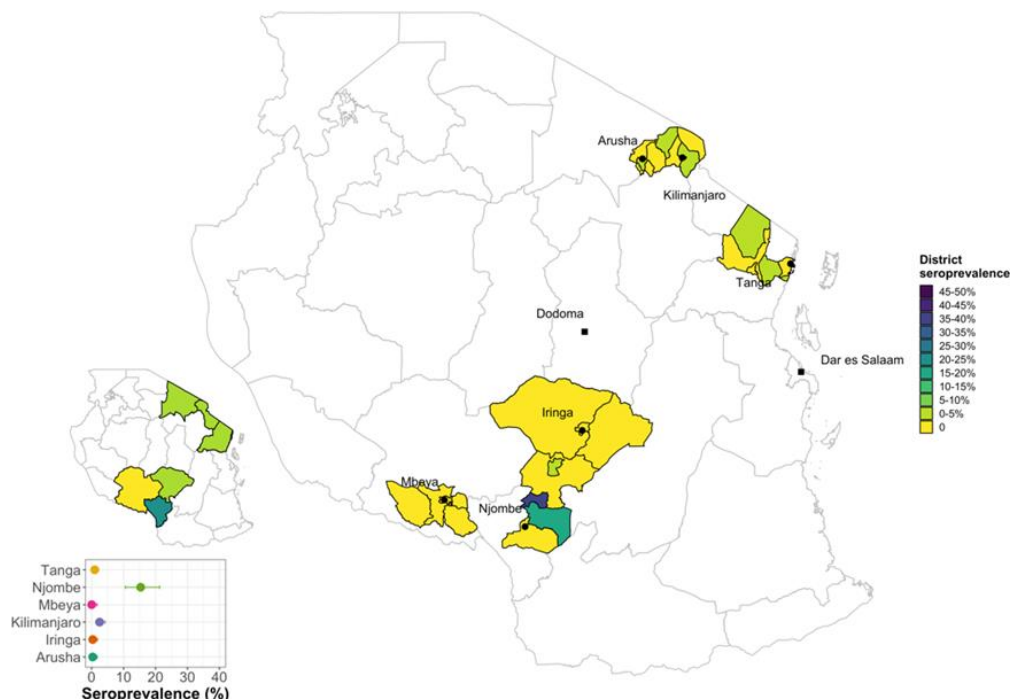 Arusha
Kilimanjaro
Tanga
Dodoma
Dar es Salaam
Iringa
Mbeya
Njombe
District
seroprevalence
45-50%
40-45%
35-40%
30-35%
25-30%
20-25%
15-20%
10-15%
5-10%
0-5%
0
Tanga
Njombe
Mbeya
Kilimanjaro
Iringa
Arusha
0 10 20 30 40
Seroprevalence (%)